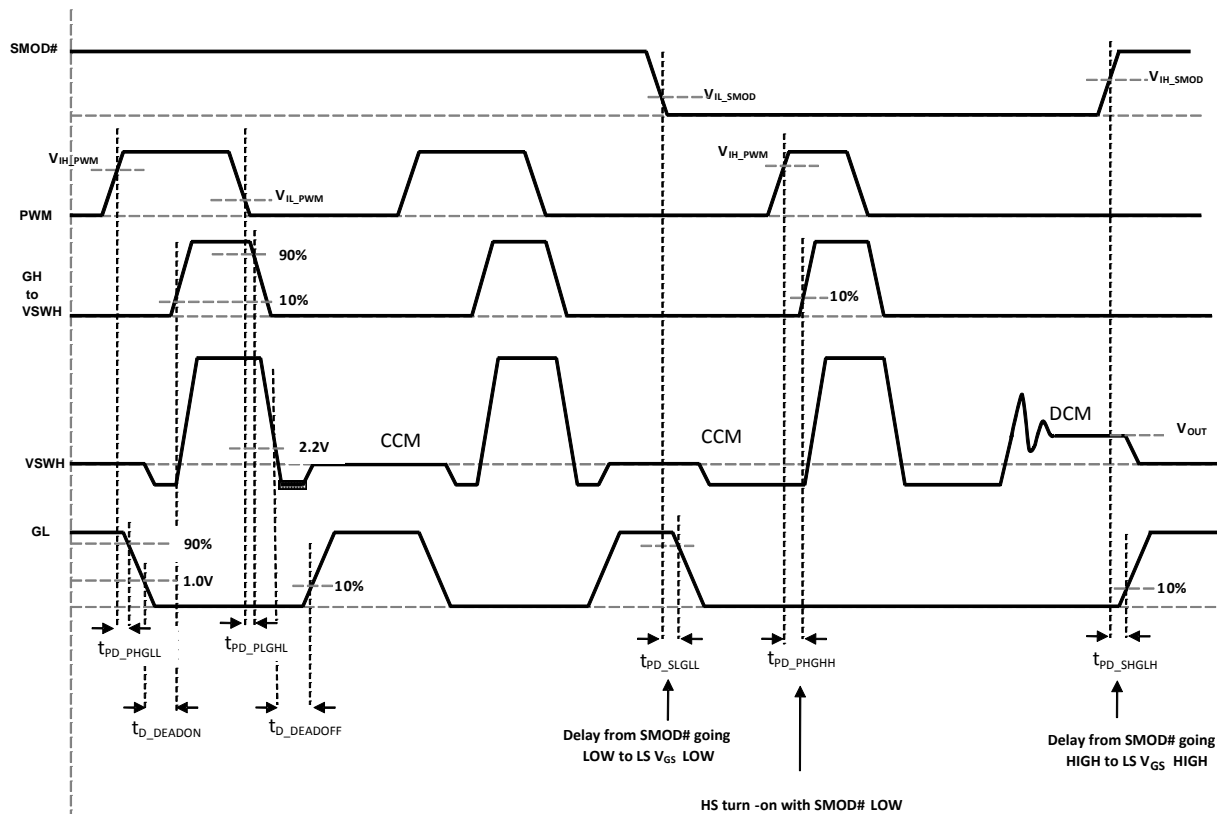 SMOD#
V_IL_SMOD
V_IH_SMOD
V_IH_PWM
V_IL_PWM
V_IH_PWM
PWM
90%
GH
to
VSWH
10%
10%
2.2V
CCM
CCM
DCM
V_OUT
VSWH
GL
90%
1.0V
10%
10%
t_PD_PHGLL
t_PD_PLGHL
t_PD_SLGLL
t_PD_PHGHH
t_PD_SHGLH
t_D_DEADON
t_D_DEADOFF
Delay from SMOD# going
LOW to LS V_GS LOW
Delay from SMOD# going
HIGH to LS V_GS HIGH
HS turn -on with SMOD# LOW